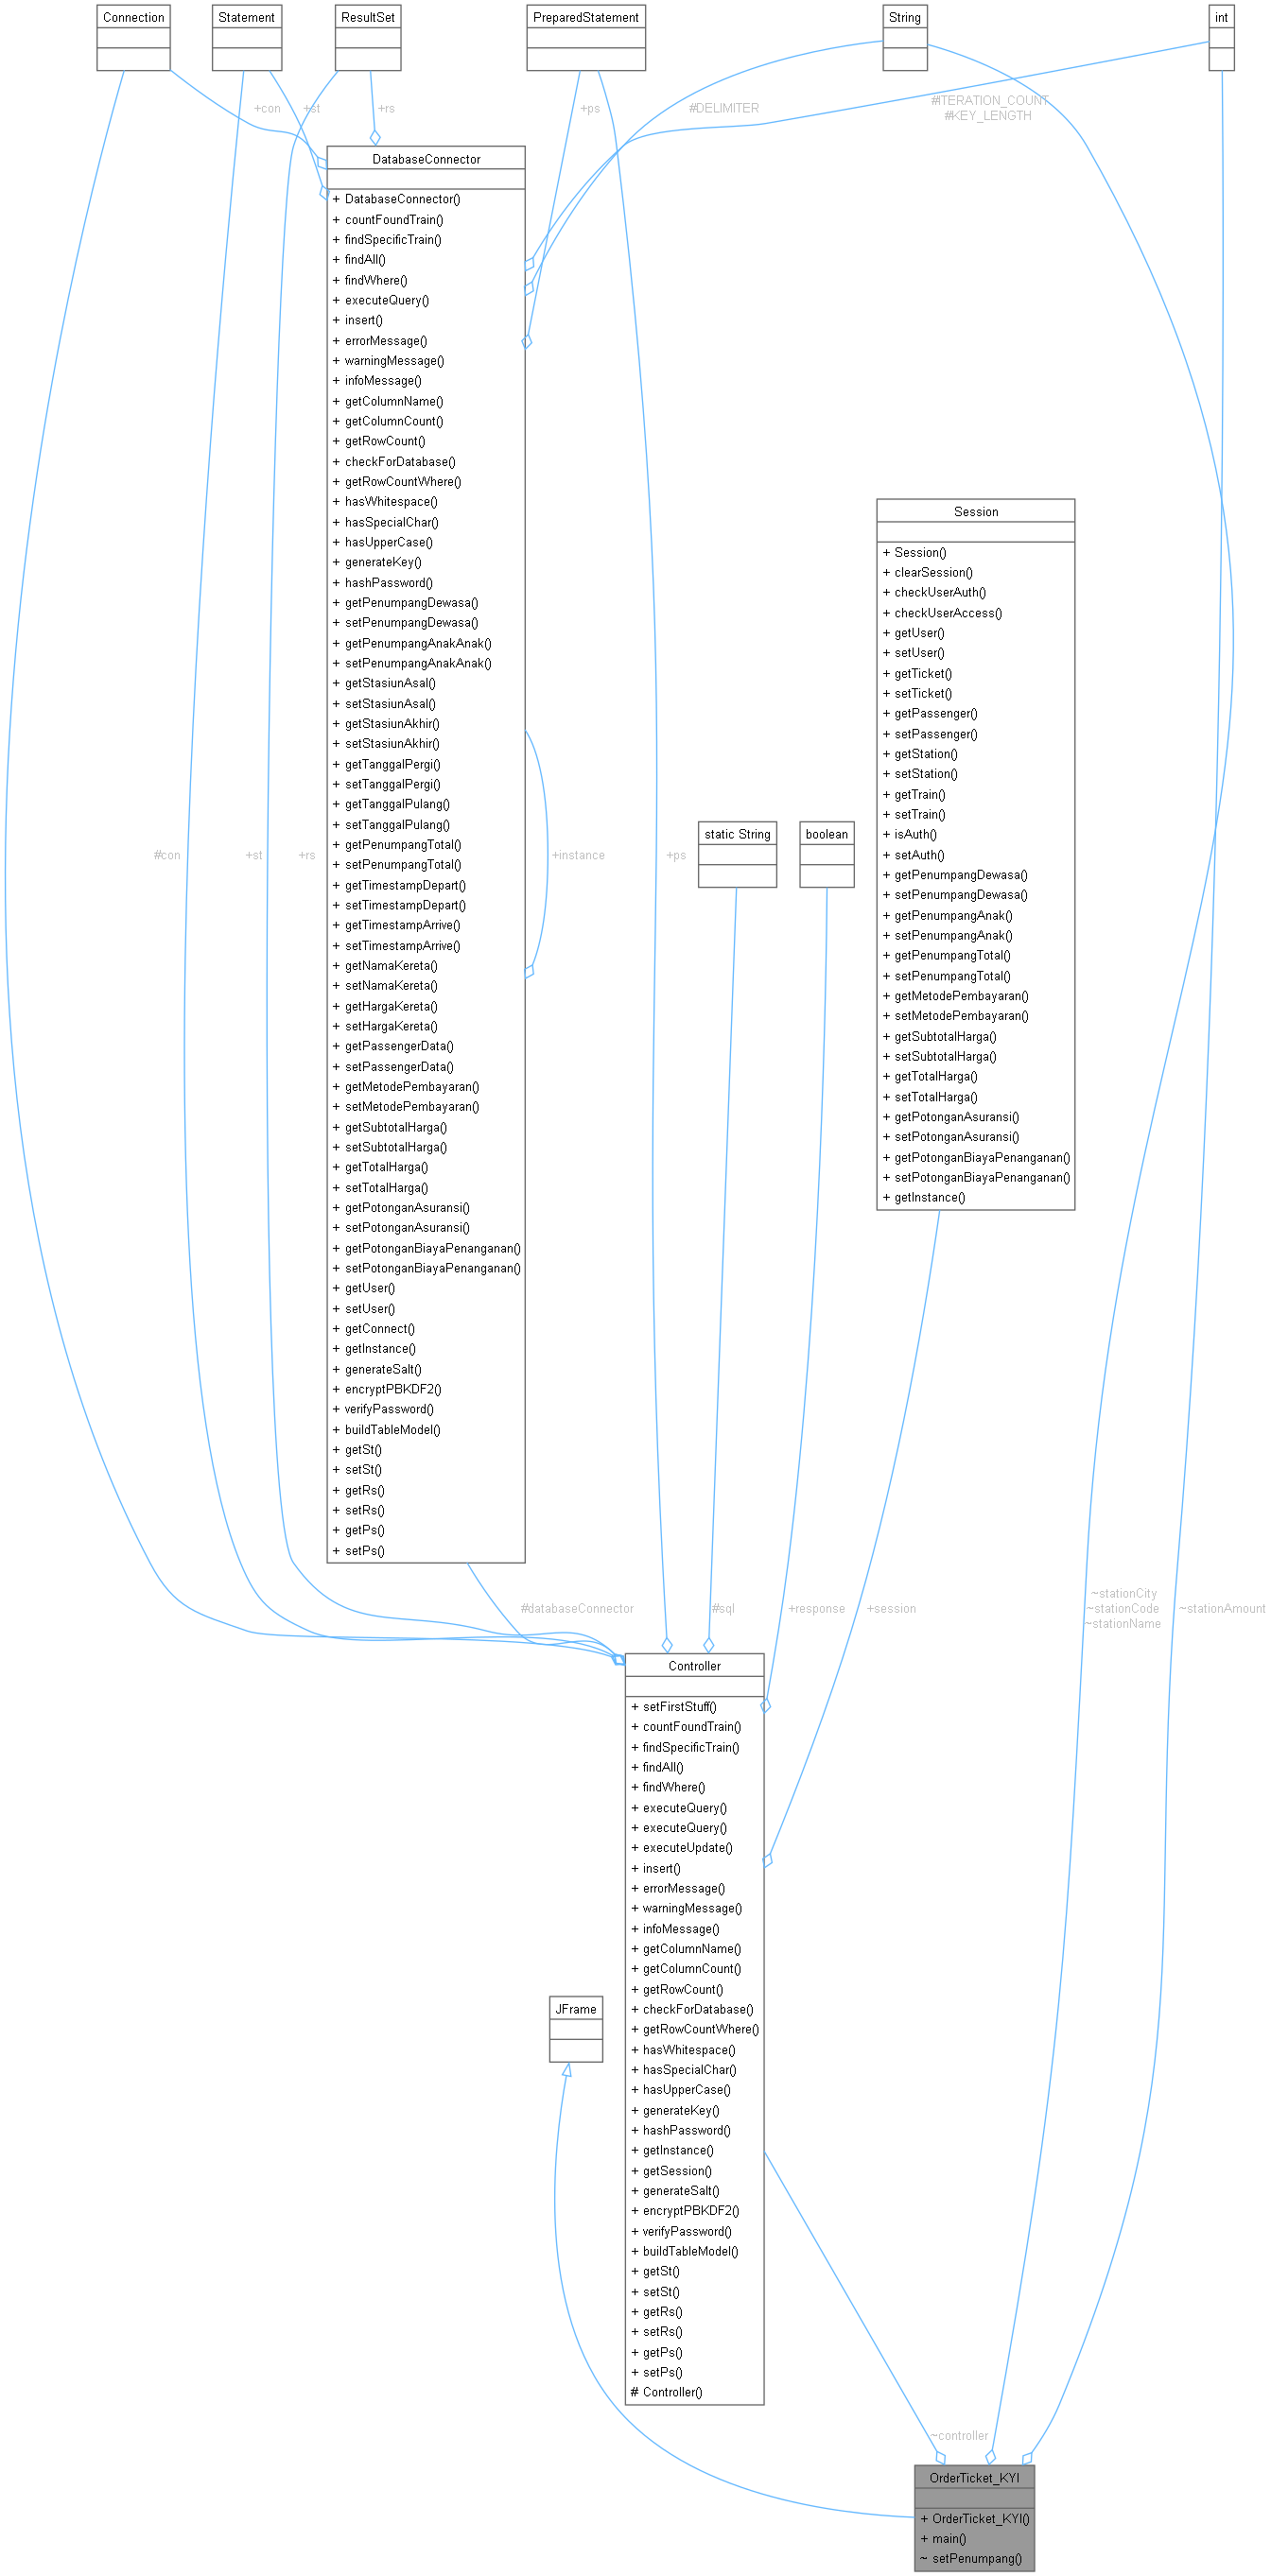 Connection
Statement
ResultSet
PreparedStatement
String
int
+con
+st
+rs
+ps
#DELIMITER
#ITERATION_COUNT
#KEY_LENGTH
DatabaseConnector
+ DatabaseConnector()
+ countFoundTrain()
+ findSpecificTrain()
+ findAll()
+ findWhere()
+ executeQuery()
+ insert()
+ errorMessage()
+ warningMessage()
+ infoMessage()
+ getColumnName()
+ getColumnCount()
+ getRowCount()
+ checkForDatabase()
+ getRowCountWhere()
+ hasWhitespace()
+ hasSpecialChar()
+ hasUpperCase()
+ generateKey()
+ hashPassword()
+ getPenumpangDewasa()
+ setPenumpangDewasa()
+ getPenumpangAnakAnak()
+ setPenumpangAnakAnak()
+ getStasiunAsal()
+ setStasiunAsal()
+ getStasiunAkhir()
+ setStasiunAkhir()
+ getTanggalPergi()
+ setTanggalPergi()
+ getTanggalPulang()
+ setTanggalPulang()
+ getPenumpangTotal()
+ setPenumpangTotal()
+ getTimestampDepart()
+ setTimestampDepart()
+ getTimestampArrive()
+ setTimestampArrive()
+ getNamaKereta()
+ setNamaKereta()
+ getHargaKereta()
+ setHargaKereta()
+ getPassengerData()
+ setPassengerData()
+ getMetodePembayaran()
+ setMetodePembayaran()
+ getSubtotalHarga()
+ setSubtotalHarga()
+ getTotalHarga()
+ setTotalHarga()
+ getPotonganAsuransi()
+ setPotonganAsuransi()
+ getPotonganBiayaPenanganan()
+ setPotonganBiayaPenanganan()
+ getUser()
+ setUser()
+ getConnect()
+ getInstance()
+ generateSalt()
+ encryptPBKDF2()
+ verifyPassword()
+ buildTableModel()
+ getSt()
+ setSt()
+ getRs()
+ setRs()
+ getPs()
+ setPs()
Session
+ Session()
+ clearSession()
+ checkUserAuth()
+ checkUserAccess()
+ getUser()
+ setUser()
+ getTicket()
+ setTicket()
+ getPassenger()
+ setPassenger()
+ getStation()
+ setStation()
+ getTrain()
+ setTrain()
+ isAuth()
+ setAuth()
+ getPenumpangDewasa()
+ setPenumpangDewasa()
+ getPenumpangAnak()
+ setPenumpangAnak()
+ getPenumpangTotal()
+ setPenumpangTotal()
+ getMetodePembayaran()
+ setMetodePembayaran()
+ getSubtotalHarga()
+ setSubtotalHarga()
+ getTotalHarga()
+ setTotalHarga()
+ getPotonganAsuransi()
+ setPotonganAsuransi()
+ getPotonganBiayaPenanganan()
+ setPotonganBiayaPenanganan()
+ getInstance()
static String
boolean
#con
+st
+rs
+instance
+ps
#databaseConnector
#sql
+response
+session
~stationCity
~stationCode
~stationName
~stationAmount
Controller
+ setFirstStuff()
+ countFoundTrain()
+ findSpecificTrain()
+ findAll()
+ findWhere()
+ executeQuery()
+ executeQuery()
+ executeUpdate()
+ insert()
+ errorMessage()
+ warningMessage()
+ infoMessage()
+ getColumnName()
+ getColumnCount()
+ getRowCount()
+ checkForDatabase()
+ getRowCountWhere()
+ hasWhitespace()
+ hasSpecialChar()
+ hasUpperCase()
+ generateKey()
+ hashPassword()
+ getInstance()
+ getSession()
+ generateSalt()
+ encryptPBKDF2()
+ verifyPassword()
+ buildTableModel()
+ getSt()
+ setSt()
+ getRs()
+ setRs()
+ getPs()
+ setPs()
# Controller()
JFrame
~controller
OrderTicket_KYI
+ OrderTicket_KYI()
+ main()
~ setPenumpang()